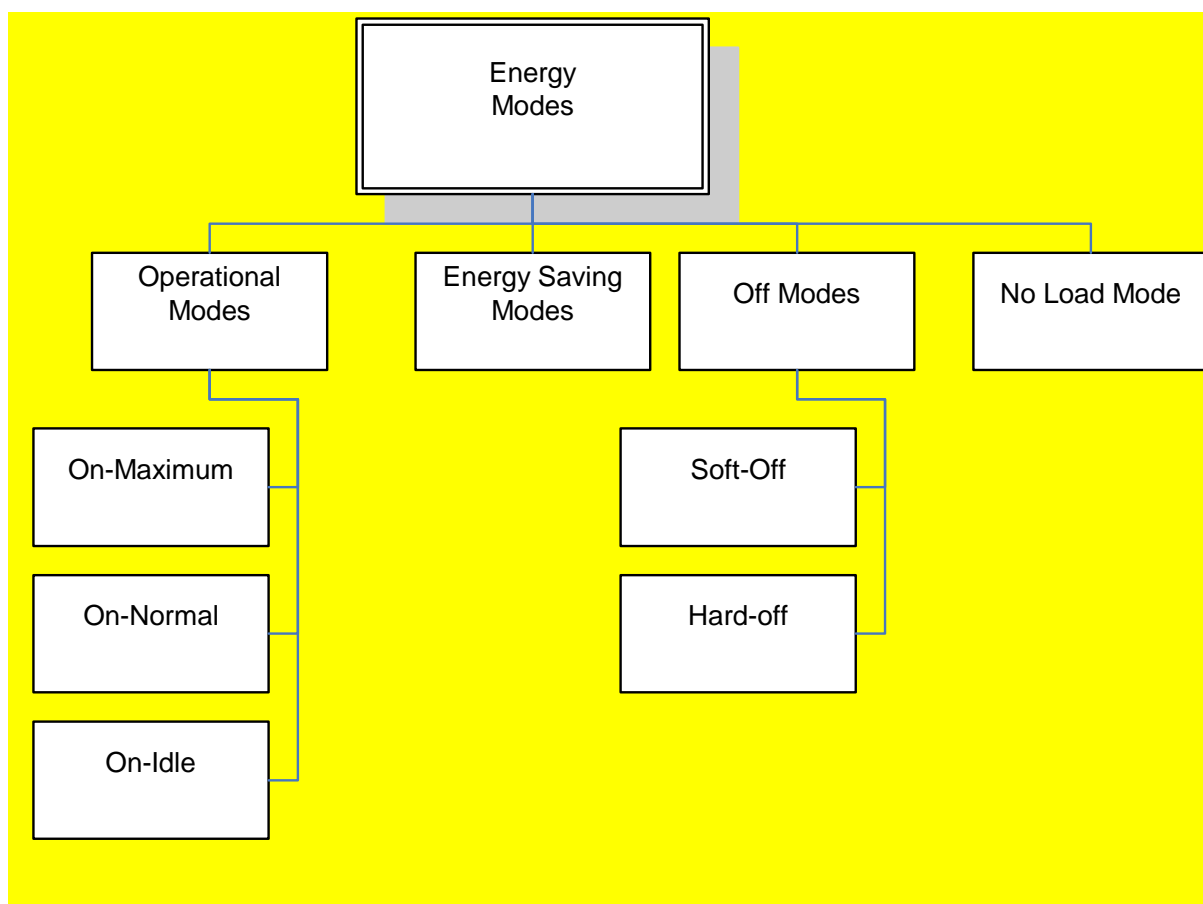 Energy
Modes
Operational
Modes
Energy Saving
Modes
Off Modes
No Load Mode
On-Maximum
On-Normal
On-Idle
Soft-Off
Hard-off